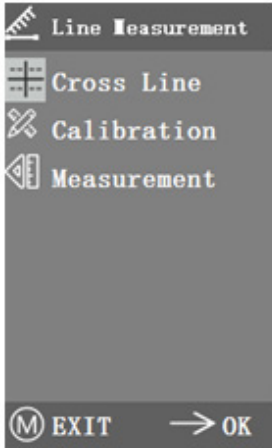 Line Measurement
Cross Line
Calibration
Measurement
M EXIT → OK